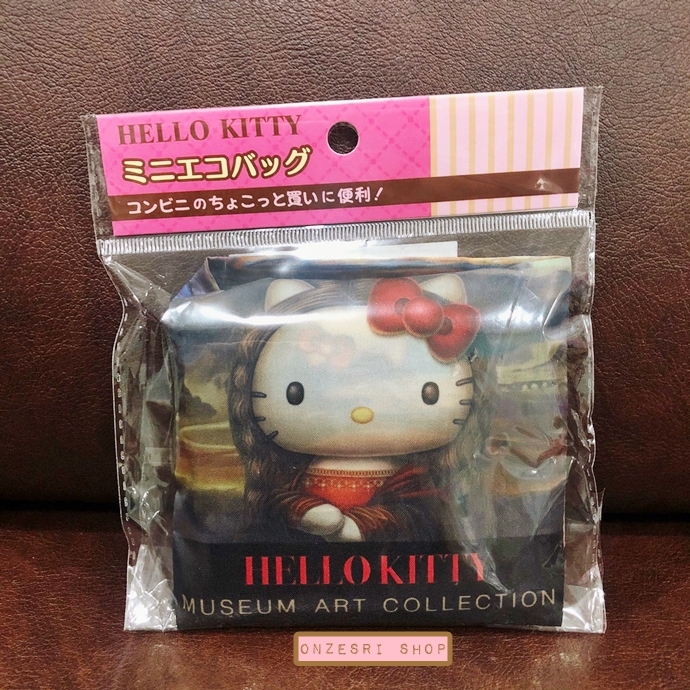 HELLO KITTY
ミニエコバッグ
コンビニのちょこっと買いに便利!
HELLO KITTY
MUSEUM ART COLLECTION
ONZESRI SHOP